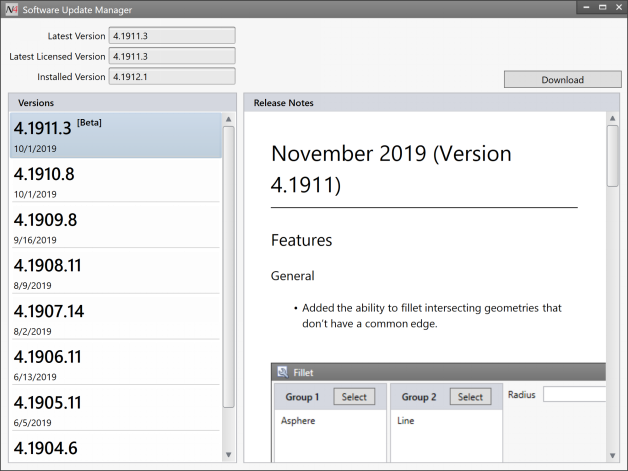 Software Update Manager
Latest Version 4.1911.3
Latest Licensed Version 4.1911.3
Installed Version 4.1912.1
Download
Versions
4.1911.3 [Beta]
10/1/2019
4.1910.8
10/1/2019
4.1909.8
9/16/2019
4.1908.11
8/9/2019
4.1907.14
8/2/2019
4.1906.11
6/13/2019
4.1905.11
6/5/2019
4.1904.6
Release Notes
November 2019 (Version
4.1911)
Features
General
• Added the ability to fillet intersecting geometries that
don't have a common edge.
Fillet
Group 1 Select Group 2 Select Radius
Asphere Line